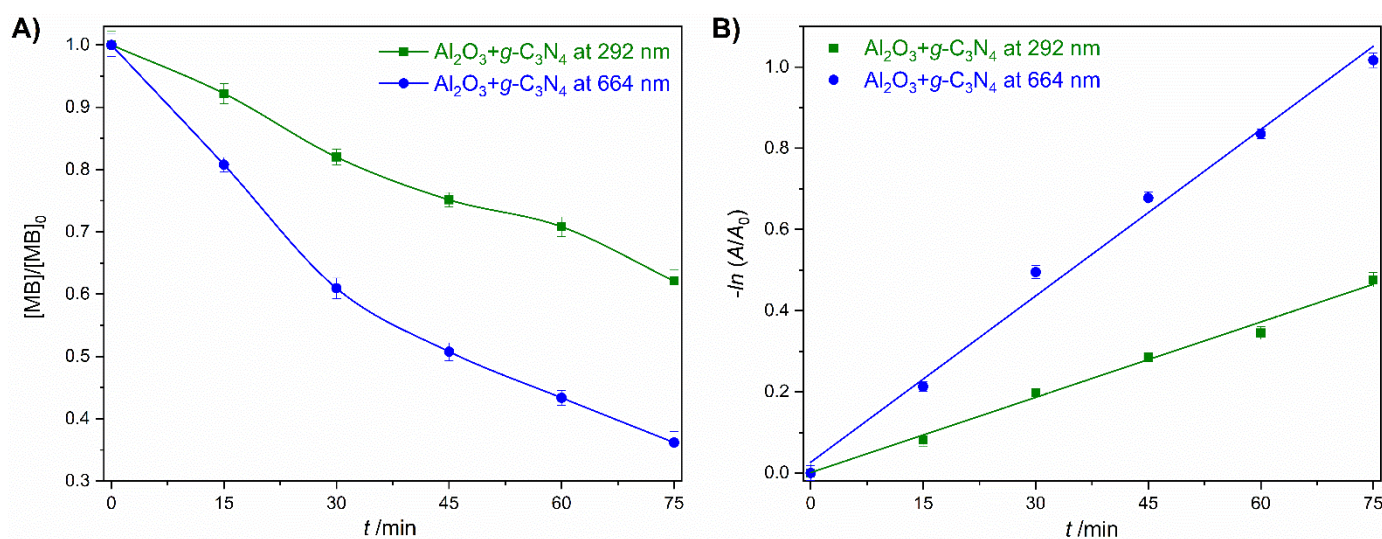 A)
Al₂O₃+g-C₃N₄ at 292 nm
Al₂O₃+g-C₃N₄ at 664 nm
[MB]/[MB]₀
1.0
0.9
0.8
0.7
0.6
0.5
0.4
0.3
0 15 30 45 60 75
t /min
B)
Al₂O₃+g-C₃N₄ at 292 nm
Al₂O₃+g-C₃N₄ at 664 nm
-ln (A/A₀)
1.0
0.8
0.6
0.4
0.2
0.0
0 15 30 45 60 75
t /min